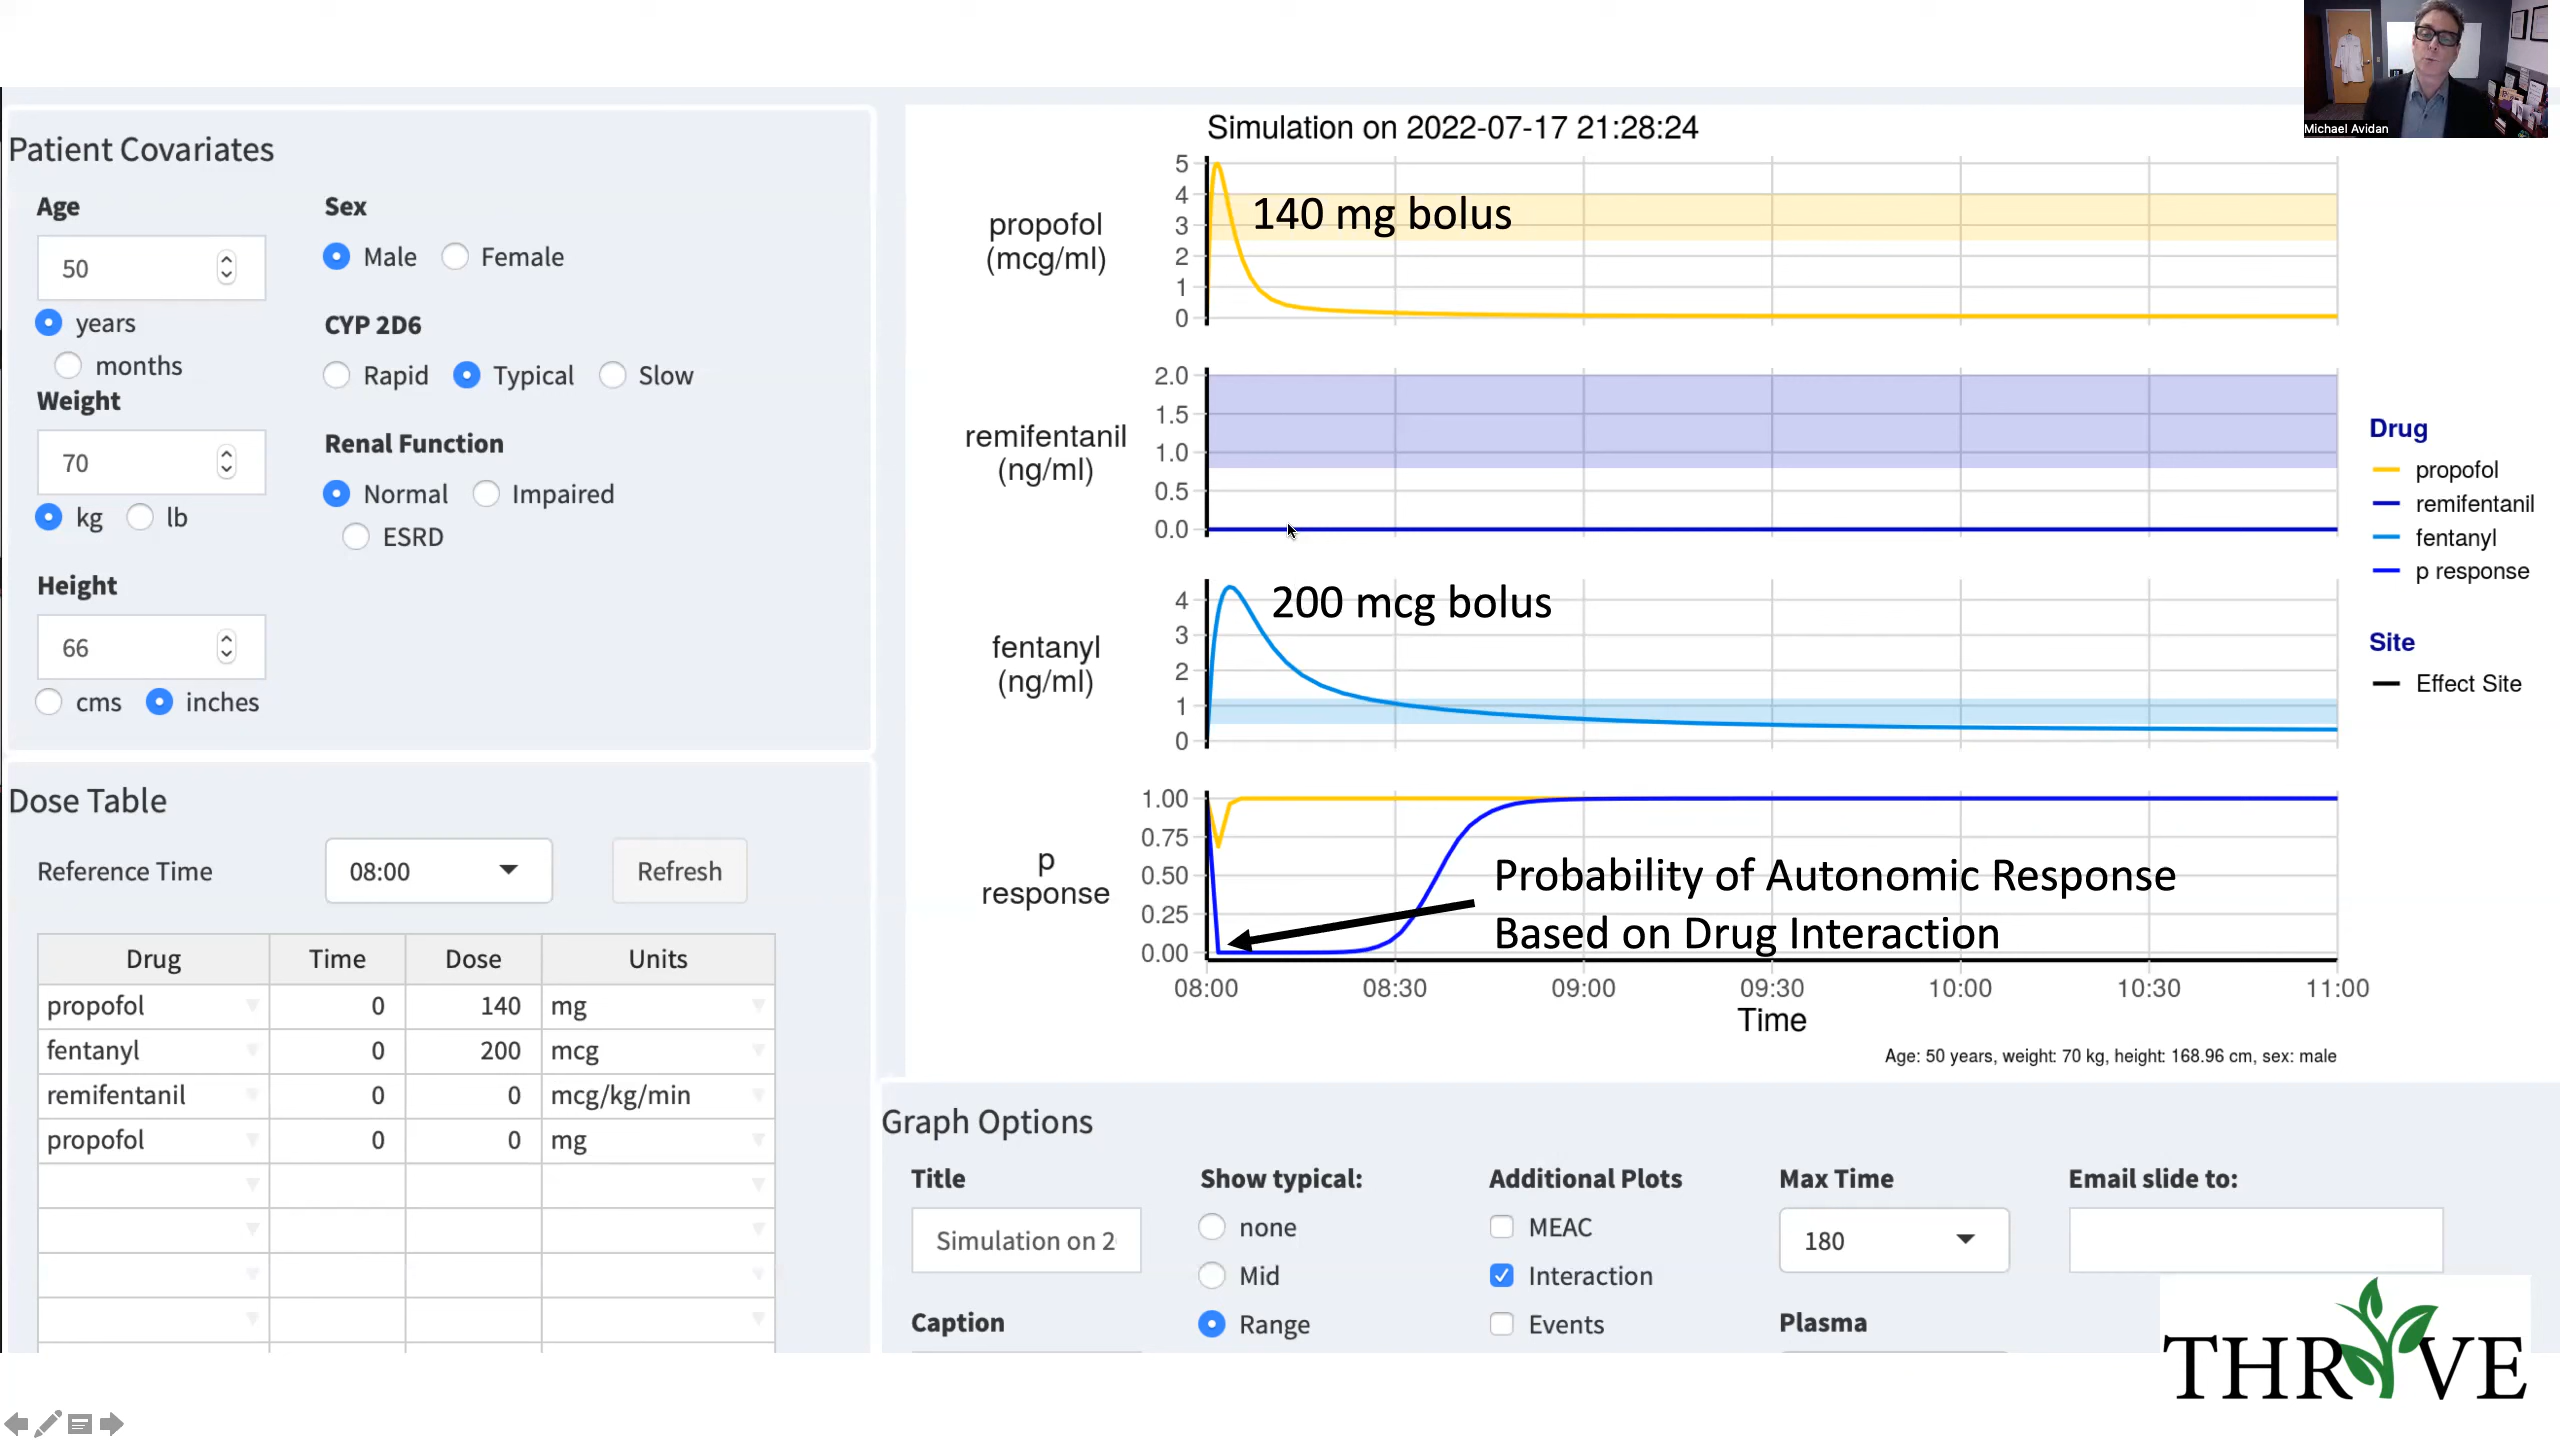 Michael Avidan
Patient Covariates
Age
50
years
months
Weight
70
kg
lb
Height
66
cms
inches
Sex
Male
Female
CYP 2D6
Rapid
Typical
Slow
Renal Function
Normal
Impaired
ESRD
Dose Table
Reference Time
08:00
Refresh
Drug Time Dose Units
propofol 0 140 mg
fentanyl 0 200 mcg
remifentanil 0 0 mcg/kg/min
propofol 0 0 mg
Simulation on 2022-07-17 21:28:24
propofol
(mcg/ml)
5
4
3
2
1
0
140 mg bolus
remifentanil
(ng/ml)
2.0
1.5
1.0
0.5
0.0
fentanyl
(ng/ml)
4
3
2
1
0
200 mcg bolus
p
response
1.00
0.75
0.50
0.25
0.00
Probability of Autonomic Response
Based on Drug Interaction
08:00 08:30 09:00 09:30 10:00 10:30 11:00
Time
Age: 50 years, weight: 70 kg, height: 168.96 cm, sex: male
Drug
propofol
remifentanil
fentanyl
p response
Site
Effect Site
Graph Options
Title
Simulation on 2
Caption
Show typical:
none
Mid
Range
Additional Plots
MEAC
Interaction
Events
Max Time
180
Plasma
Email slide to:
THRIVE